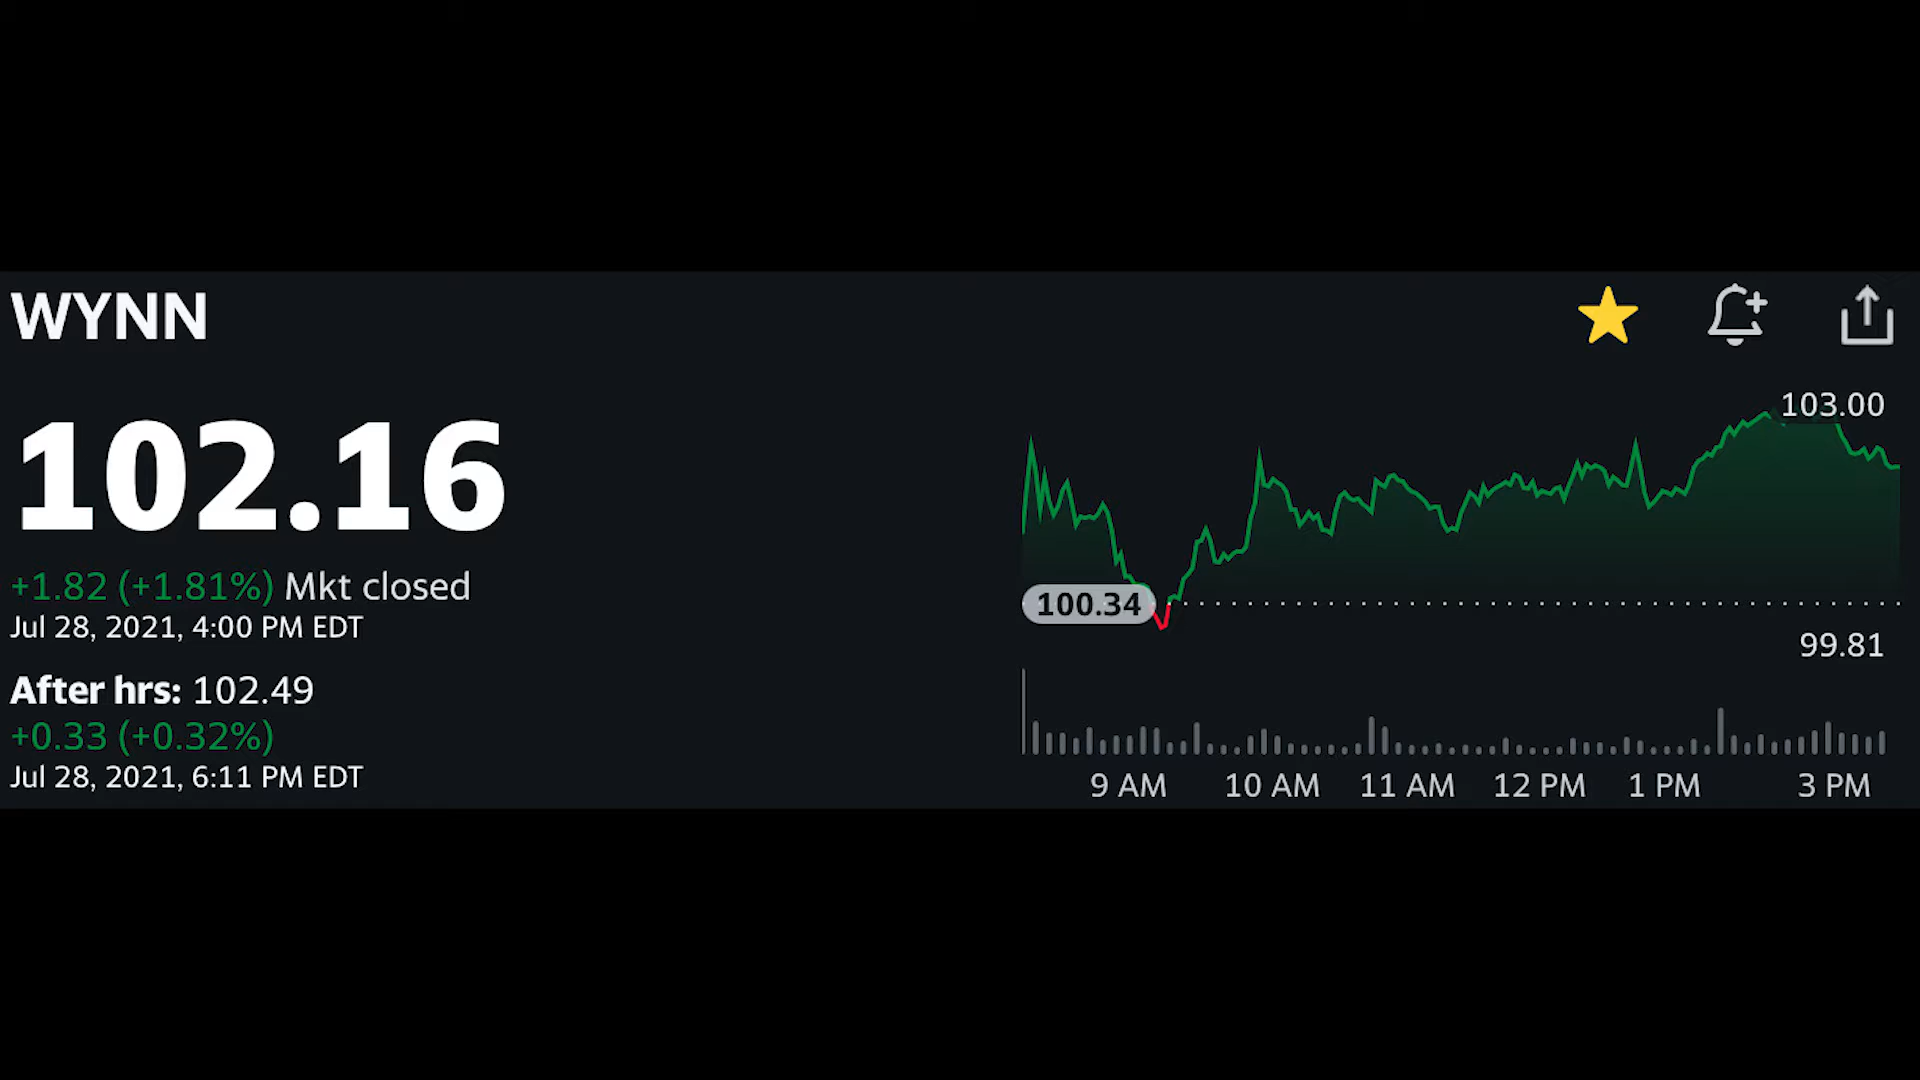 WYNN
102.16
+1.82 (+1.81%) Mkt closed
Jul 28, 2021, 4:00 PM EDT
After hrs: 102.49
+0.33 (+0.32%)
Jul 28, 2021, 6:11 PM EDT
103.00
100.34
99.81
9 AM 10 AM 11 AM 12 PM 1 PM 3 PM